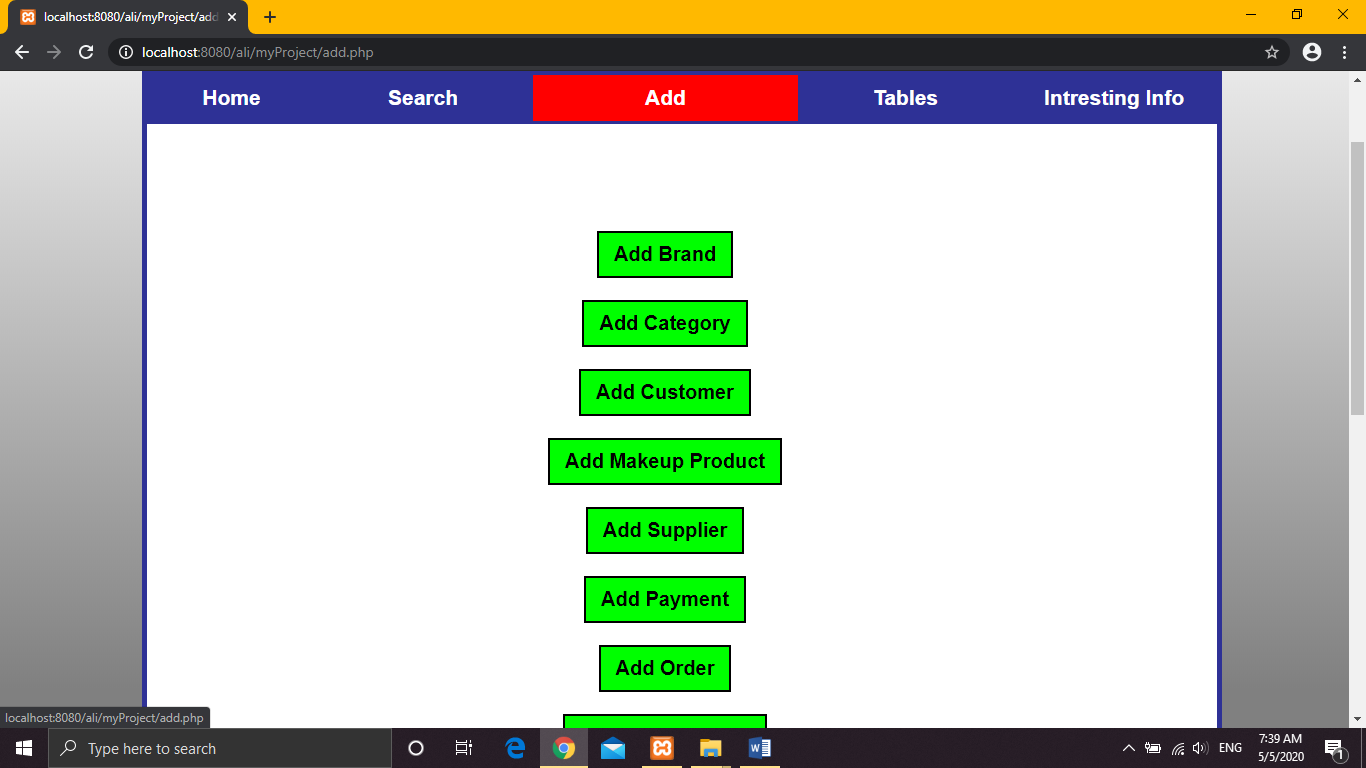 localhost:8080/ali/myProject/add
localhost:8080/ali/myProject/add.php
Home Search Add Tables Intresting Info
Add Brand
Add Category
Add Customer
Add Makeup Product
Add Supplier
Add Payment
Add Order
localhost:8080/ali/myProject/add.php
Type here to search
ENG
7:39 AM
5/5/2020
1